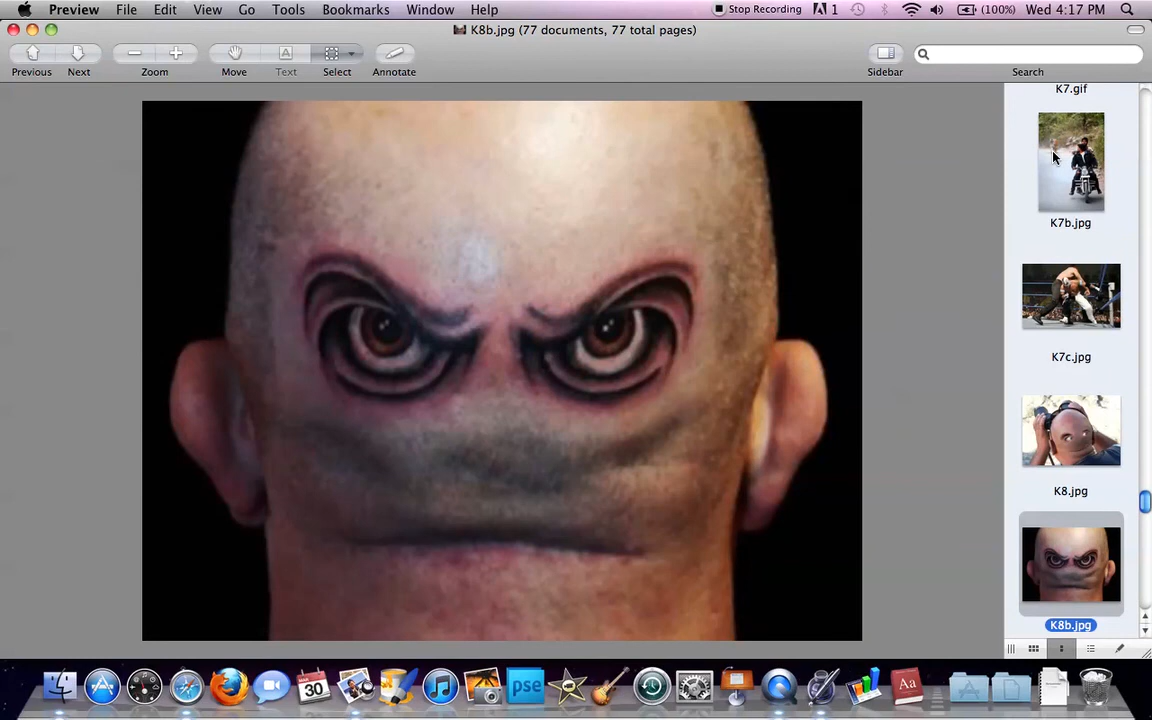 Preview File Edit View Go Tools Bookmarks Window Help Stop Recording 1 (100%) Wed 4:17 PM
K8b.jpg (77 documents, 77 total pages)
Previous Next Zoom Move Text Select Annotate Sidebar Search
K7.gif
K7b.jpg
K7c.jpg
K8.jpg
K8b.jpg
30
pse
Aa